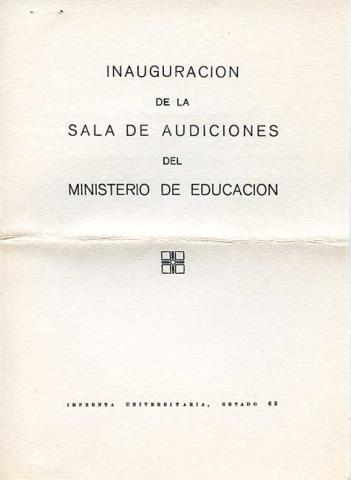 INAUGURACION
DE LA
SALA DE AUDICIONES
DEL
MINISTERIO DE EDUCACION
IMPRENTA UNIVERSITARIA, ESTADO 63